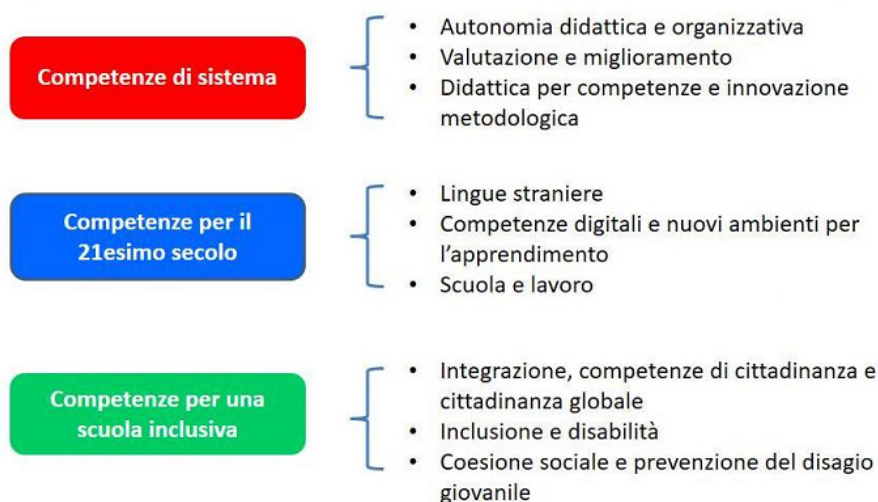 Competenze di sistema
• Autonomia didattica e organizzativa
• Valutazione e miglioramento
• Didattica per competenze e innovazione
metodologica
Competenze per il
21esimo secolo
• Lingue straniere
• Competenze digitali e nuovi ambienti per
l’apprendimento
• Scuola e lavoro
Competenze per una
scuola inclusiva
• Integrazione, competenze di cittadinanza e
cittadinanza globale
• Inclusione e disabilità
• Coesione sociale e prevenzione del disagio
giovanile